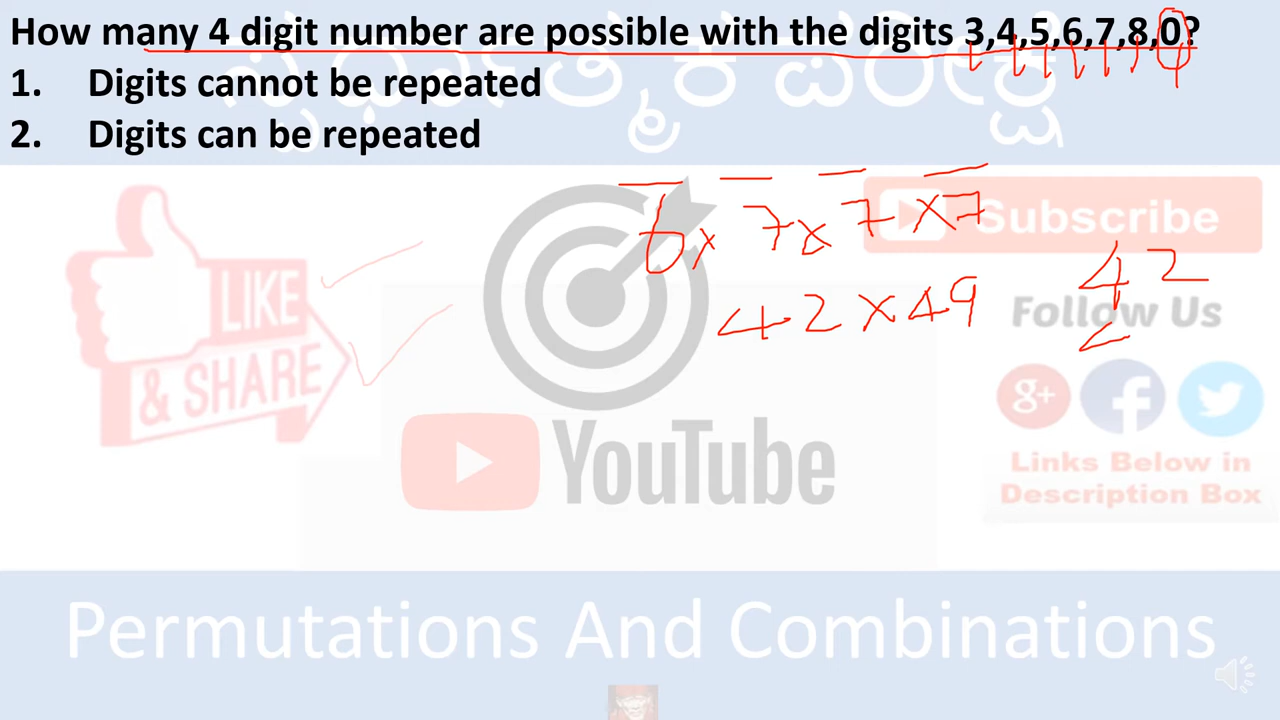 How many 4 digit number are possible with the digits 3,4,5,6,7,8,0?
1. Digits cannot be repeated
2. Digits can be repeated
6 x 7 x 7 x 7
42 x 49
42
LIKE
& SHARE
Subscribe
Follow Us
YouTube
Links Below in
Description Box
Permutations And Combinations